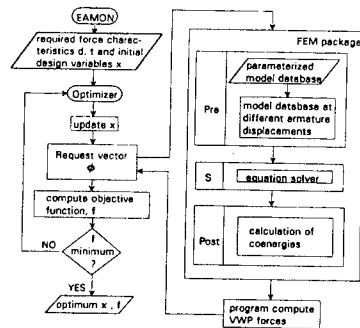 EAMON
required force charac-
teristics d, t and initial
design variables x
Optimizer
update x
Request vector
ϕ
compute objective
function, f
NO
f
minimum
?
YES
optimum x , f
FEM package
Pre
parameterized
model database
model database at
different armature
displacements
S
equation solver
Post
calculation of
coenergies
program compute
VWP forces